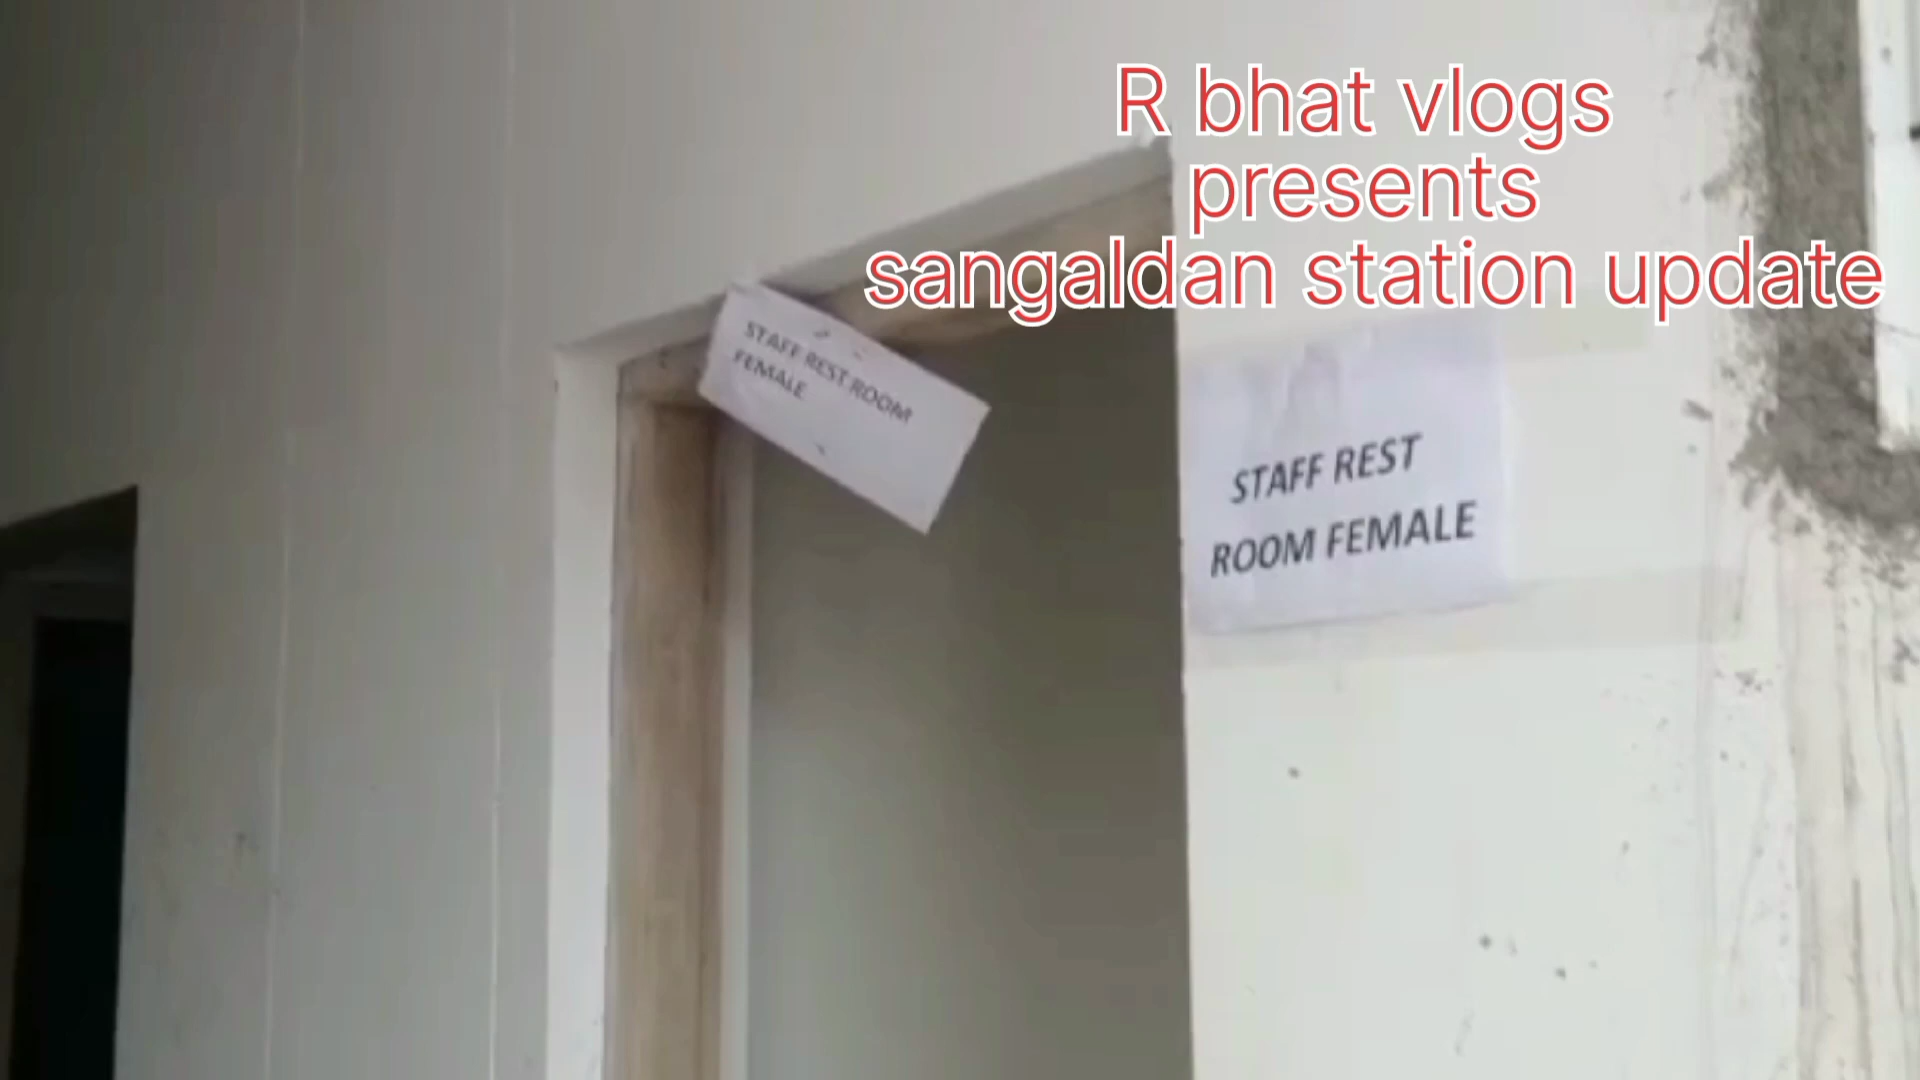 R bhat vlogs
presents
sangaldan station update
STAFF REST ROOM
FEMALE
STAFF REST
ROOM FEMALE